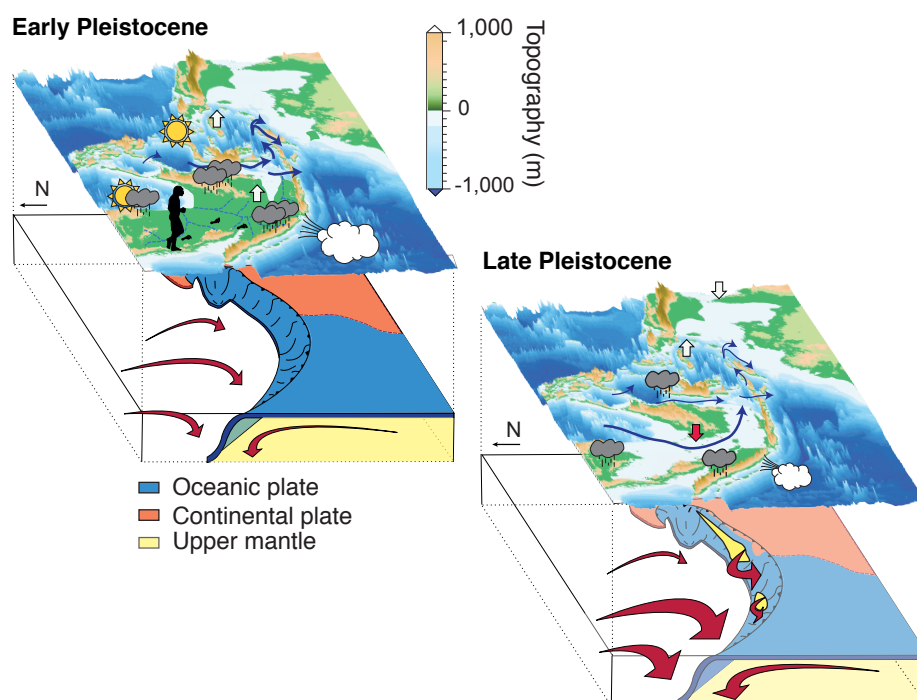 Early Pleistocene
1,000
0
-1,000
Topography (m)
N
Late Pleistocene
N
Oceanic plate
Continental plate
Upper mantle